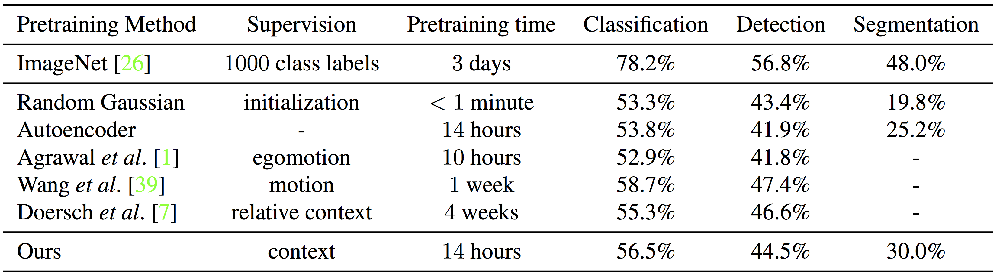 Pretraining Method Supervision Pretraining time Classification Detection Segmentation
ImageNet [26] 1000 class labels 3 days 78.2% 56.8% 48.0%
Random Gaussian initialization < 1 minute 53.3% 43.4% 19.8%
Autoencoder - 14 hours 53.8% 41.9% 25.2%
Agrawal et al. [1] egomotion 10 hours 52.9% 41.8% -
Wang et al. [39] motion 1 week 58.7% 47.4% -
Doersch et al. [7] relative context 4 weeks 55.3% 46.6% -
Ours context 14 hours 56.5% 44.5% 30.0%